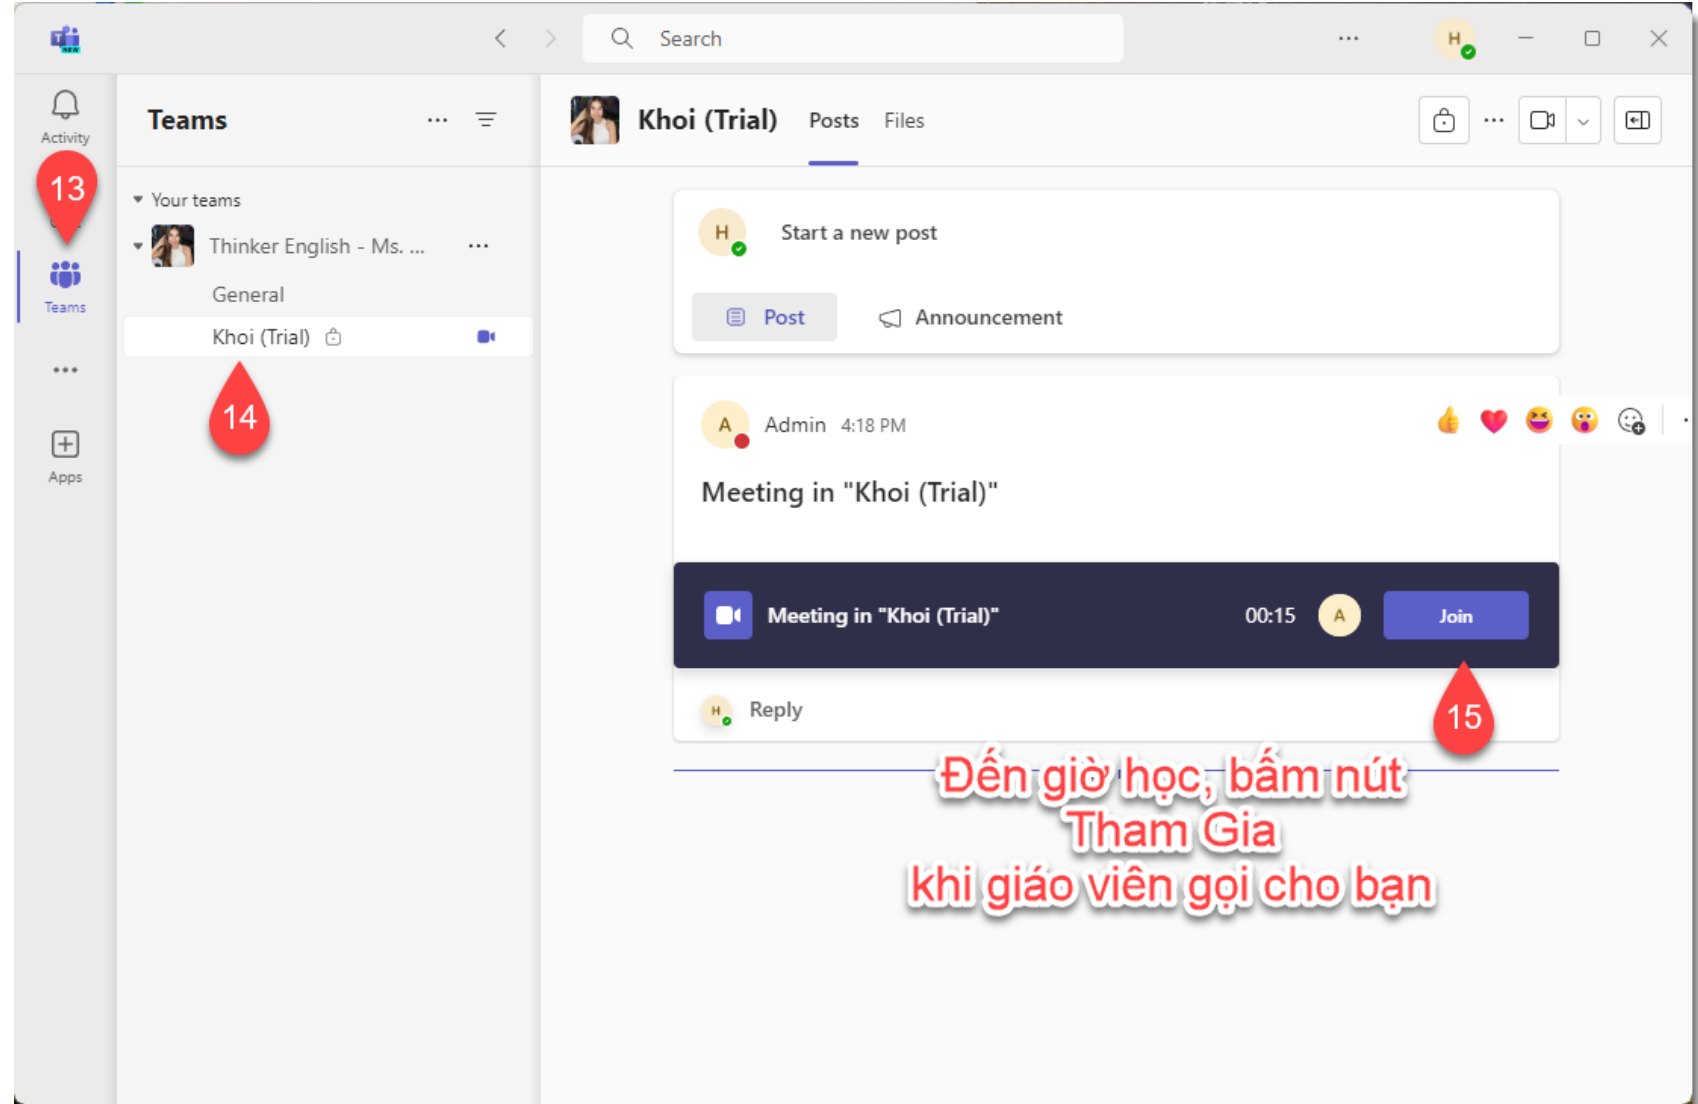 NEW
Search
H
Activity
Teams
Khoi (Trial)
Posts
Files
13
Your teams
Thinker English - Ms. ...
General
Khoi (Trial)
Teams
14
Apps
H
Start a new post
Post
Announcement
A
Admin 4:18 PM
Meeting in "Khoi (Trial)"
Meeting in "Khoi (Trial)"
00:15
A
Join
H
Reply
15
Đến giờ học, bấm nút
Tham Gia
khi giáo viên gọi cho bạn